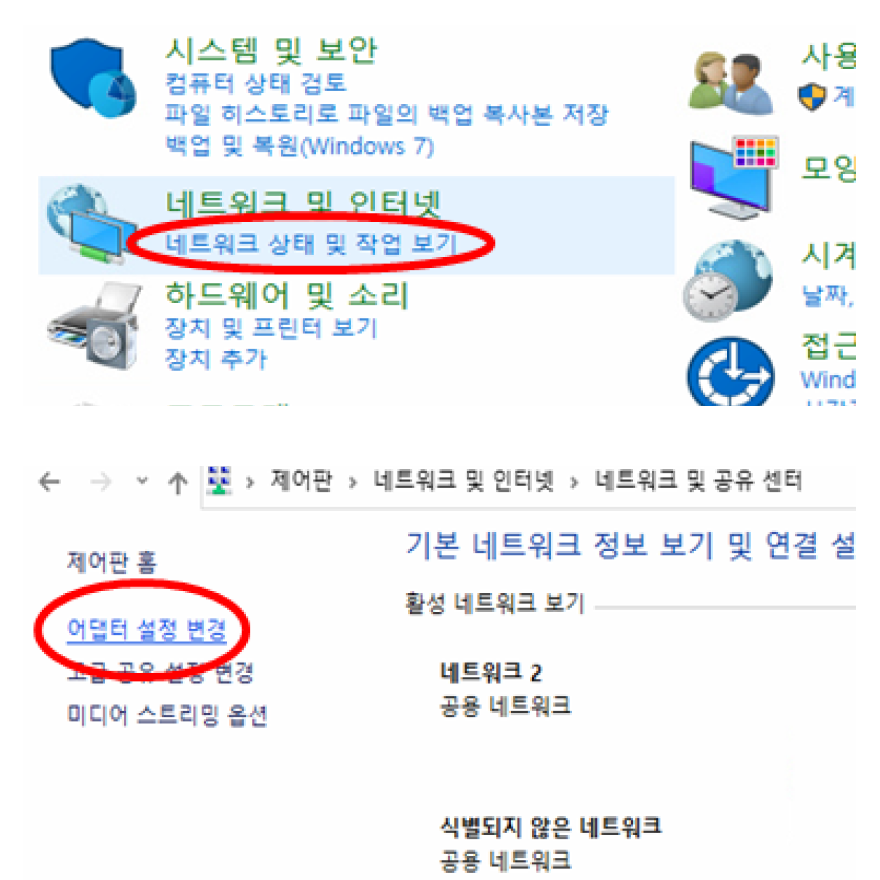 시스템 및 보안
컴퓨터 상태 검토
파일 히스토리로 파일의 백업 복사본 저장
백업 및 복원(Windows 7)
네트워크 및 인터넷
네트워크 상태 및 작업 보기
하드웨어 및 소리
장치 및 프린터 보기
장치 추가
사용
계
모양
시계
날짜,
접근
Wind
제어판 › 네트워크 및 인터넷 › 네트워크 및 공유 센터
제어판 홈
어댑터 설정 변경
고급 공유 설정 변경
미디어 스트리밍 옵션
기본 네트워크 정보 보기 및 연결 설
활성 네트워크 보기
네트워크 2
공용 네트워크
식별되지 않은 네트워크
공용 네트워크